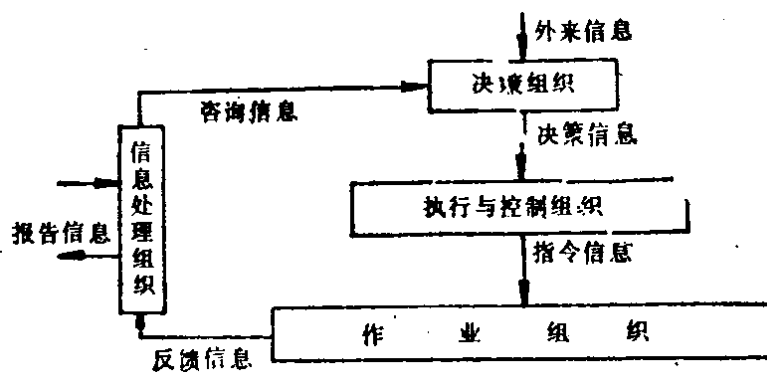 外来信息
决策组织
咨询信息
决策信息
信息处理组织
执行与控制组织
报告信息
指令信息
作业组织
反馈信息